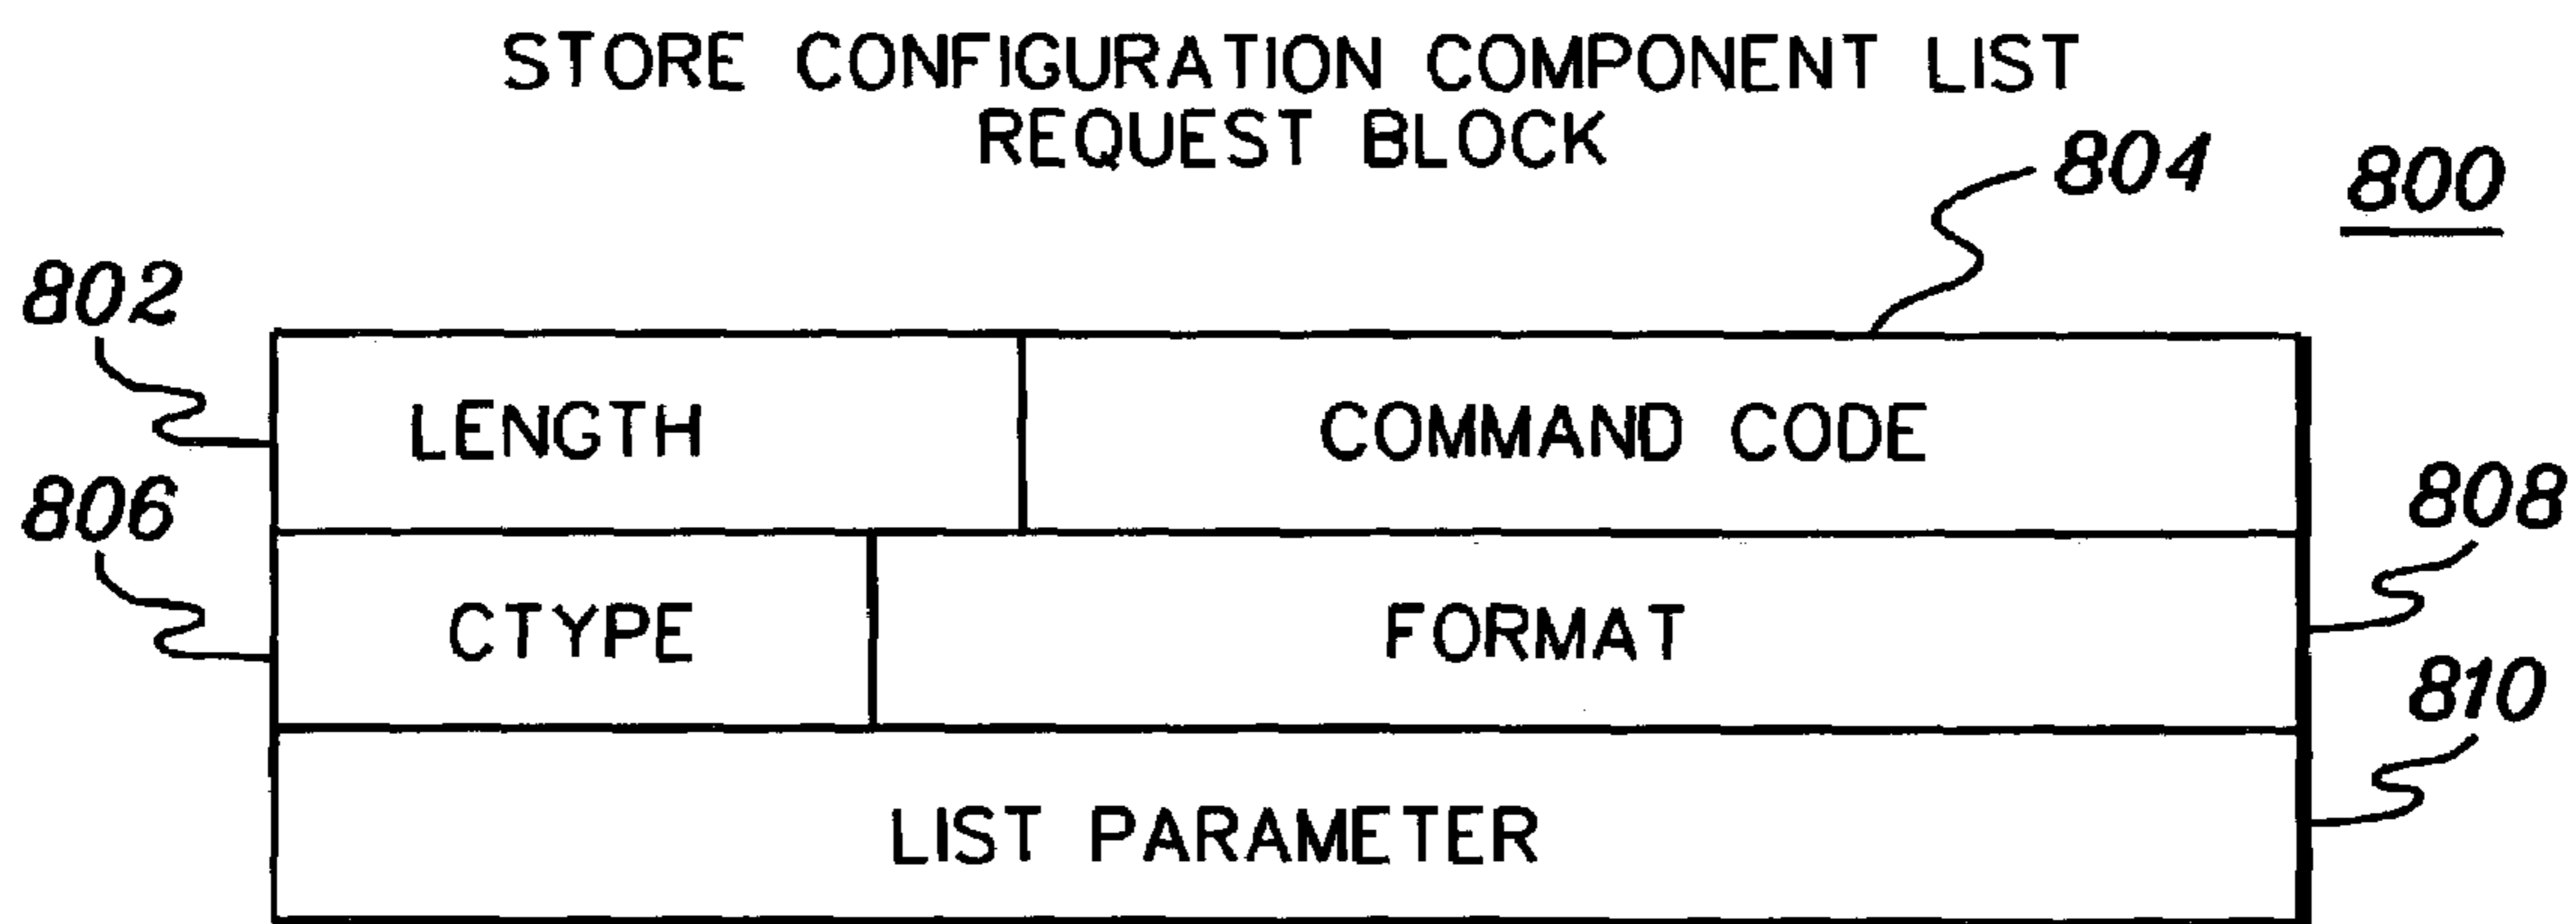 STORE CONFIGURATION COMPONENT LIST
REQUEST BLOCK
804
800
802
LENGTH
COMMAND CODE
806
808
CTYPE
FORMAT
810
LIST PARAMETER